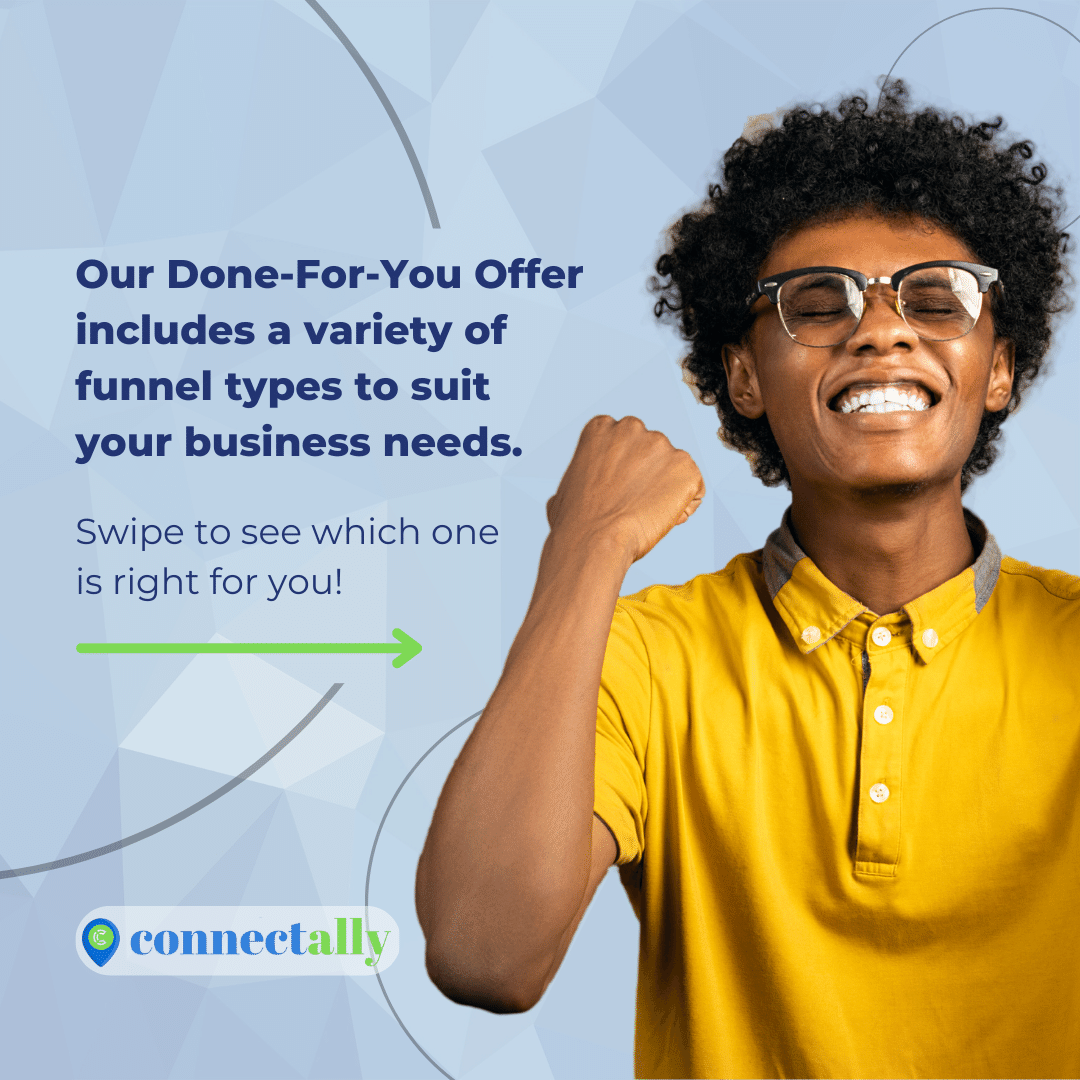 Our Done-For-You Offer
includes a variety of
funnel types to suit
your business needs.
Swipe to see which one
is right for you!
C connectally